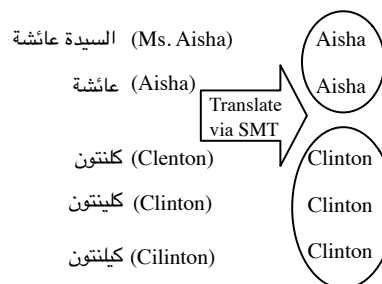 السيدة عائشة (Ms. Aisha) Aisha
عائشة (Aisha) Aisha
Translate
via SMT
كلنتون (Clenton) Clinton
كلينتون (Clinton) Clinton
كيلنتون (Cilinton) Clinton